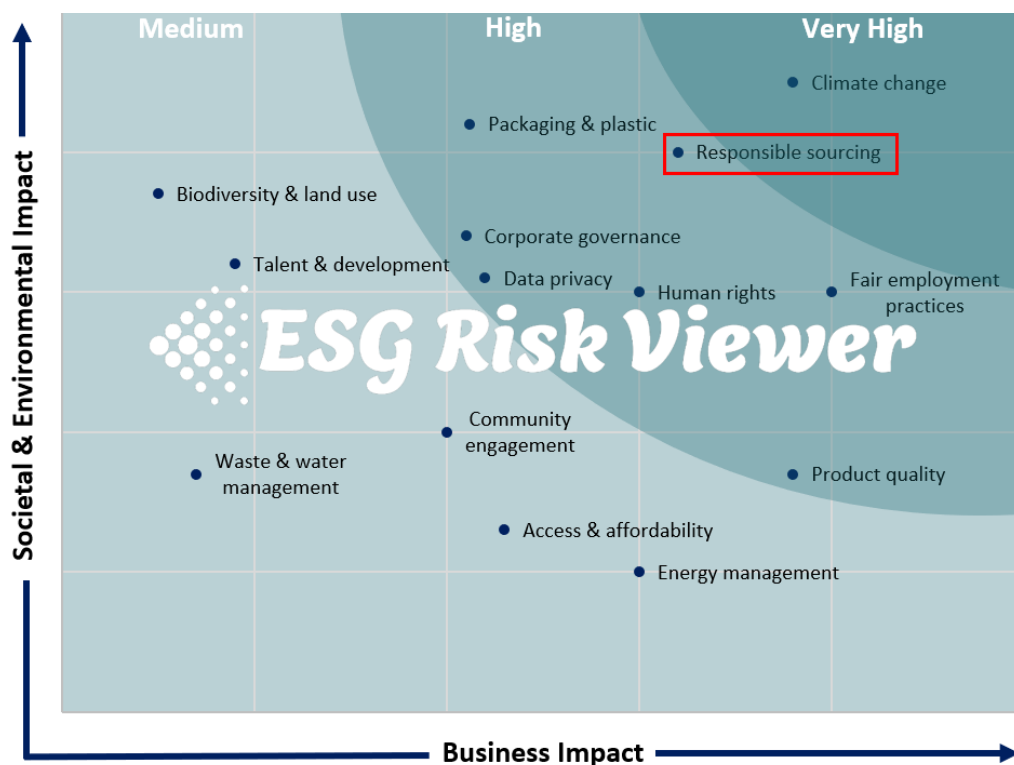 Medium
High
Very High
Climate change
Packaging & plastic
Responsible sourcing
Biodiversity & land use
Corporate governance
Talent & development
Data privacy
Human rights
Fair employment
practices
ESG Risk Viewer
Community
engagement
Waste & water
management
Product quality
Access & affordability
Energy management
Societal & Environmental Impact
Business Impact